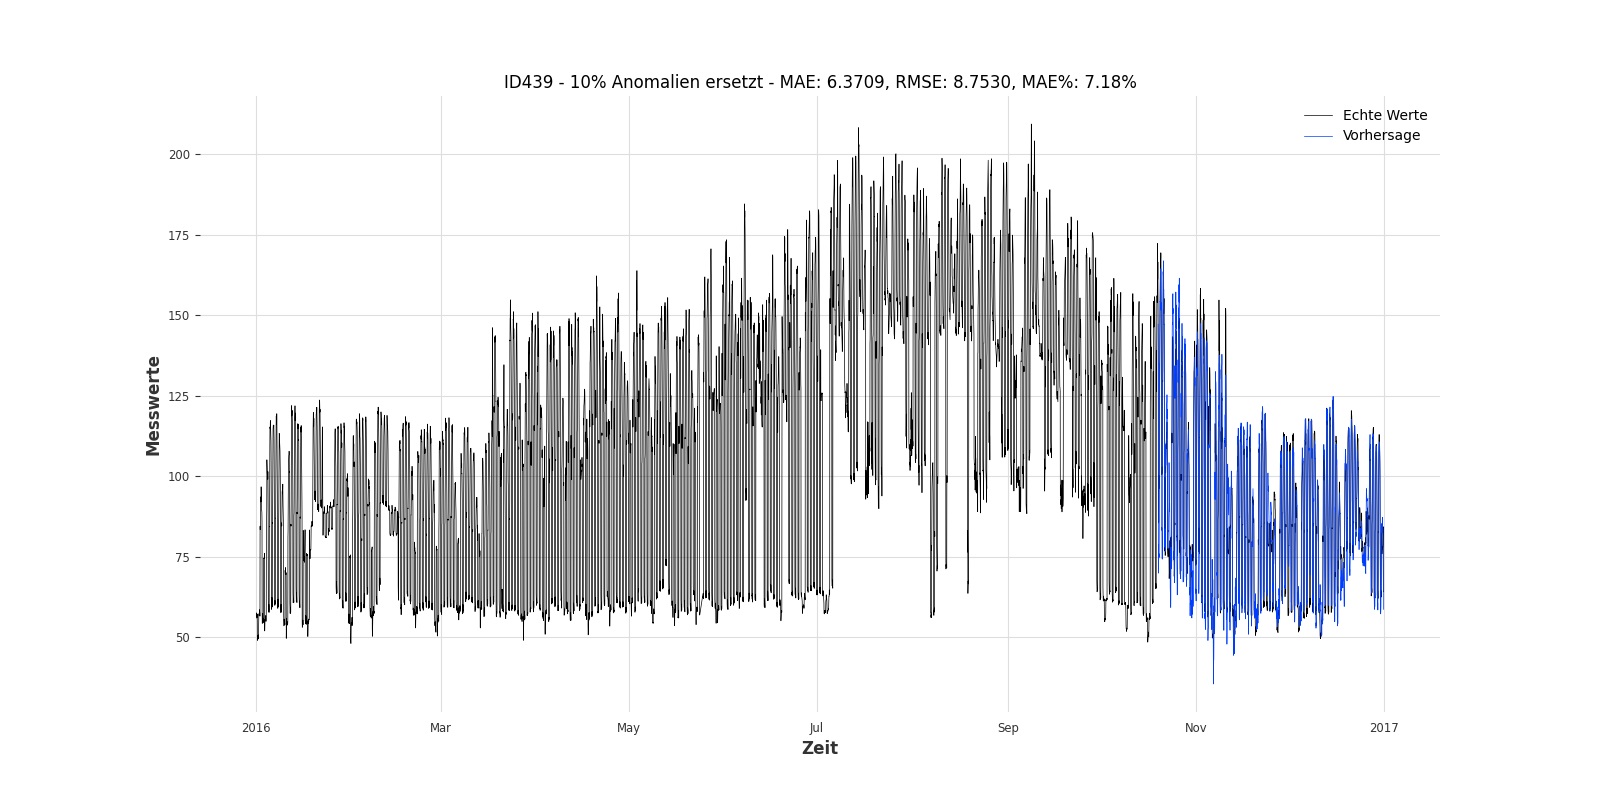 ID439 - 10% Anomalien ersetzt - MAE: 6.3709, RMSE: 8.7530, MAE%: 7.18%
Echte Werte
Vorhersage
200
175
150
125
100
75
50
Messwerte
2016
Mar
May
Jul
Sep
Nov
2017
Zeit